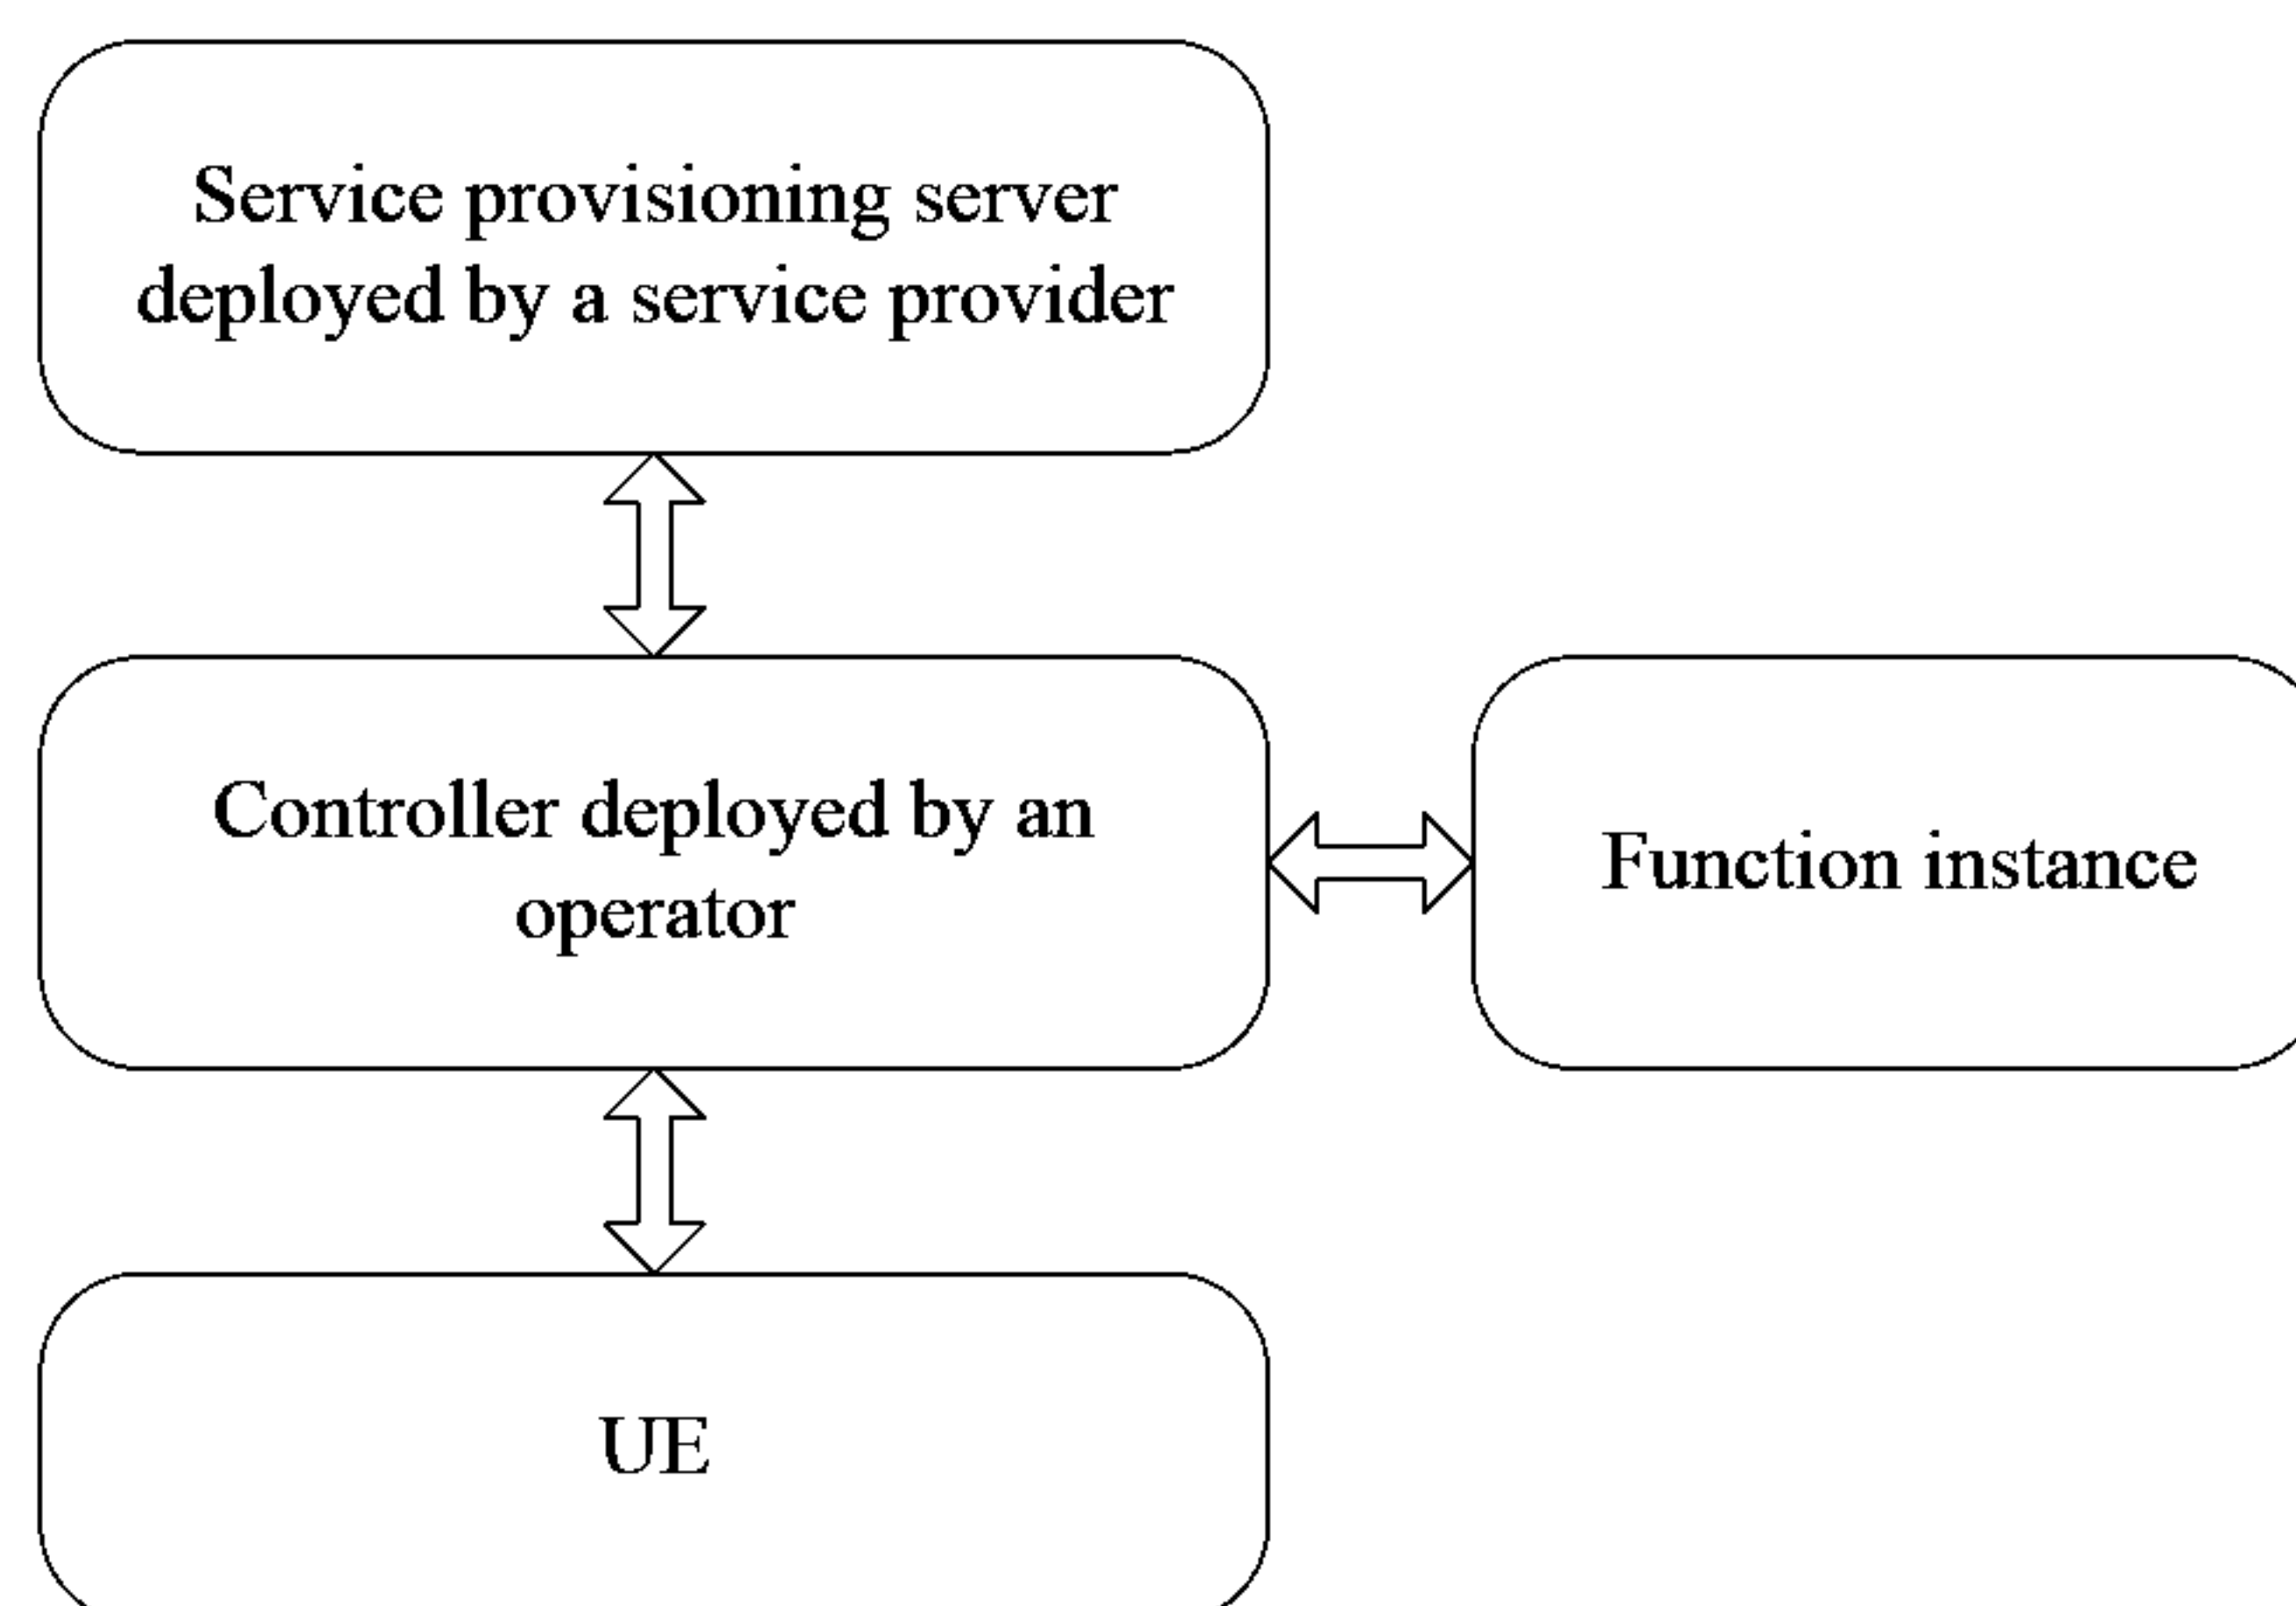 Service provisioning server
deployed by a service provider
Controller deployed by an
operator
Function instance
UE